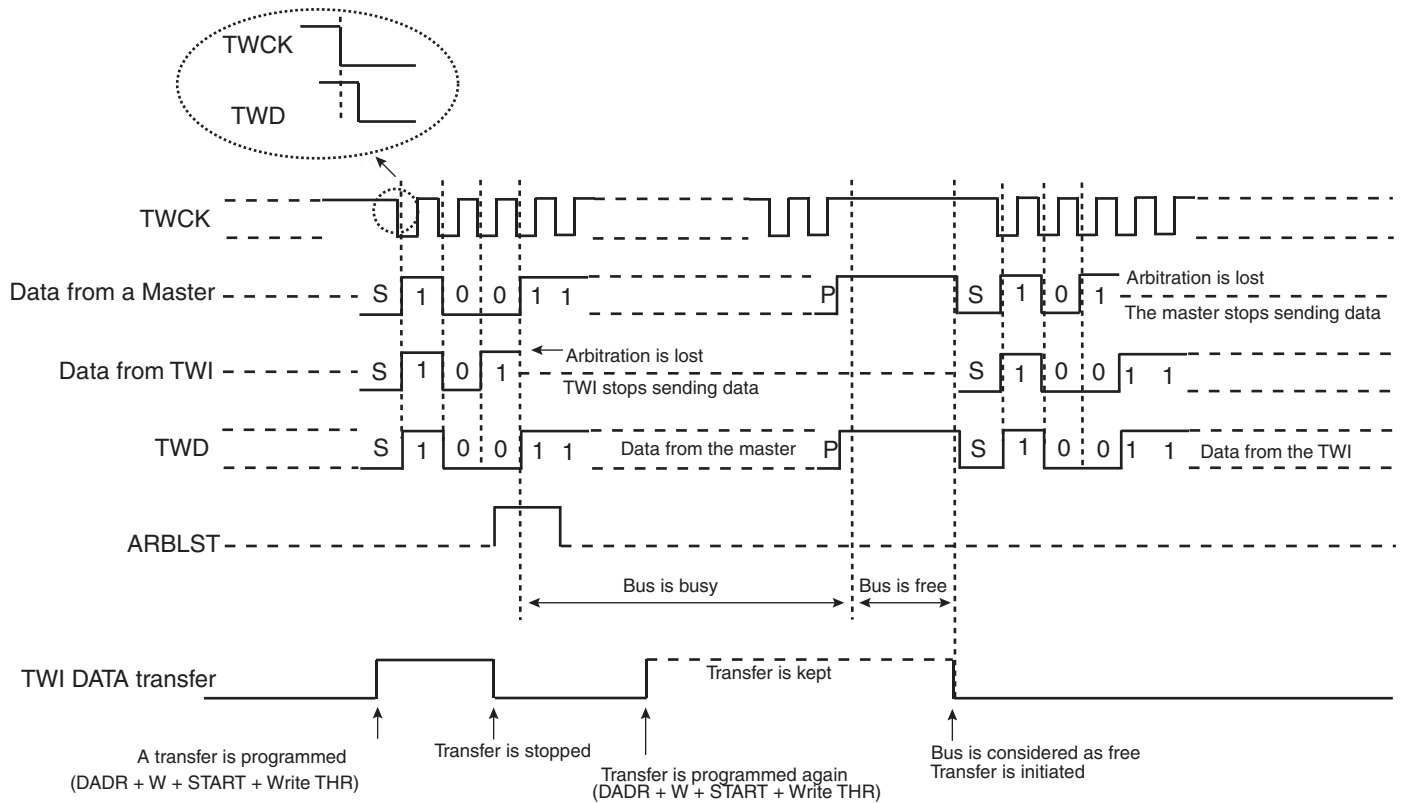 TWCK
TWD
TWCK
Data from a Master
S 1 0 0 1 1
P
S 1 0 1
Arbitration is lost
The master stops sending data
Data from TWI
S 1 0 1
Arbitration is lost
TWI stops sending data
S 1 0 0 1 1
TWD
S 1 0 0 1 1
Data from the master
P
S 1 0 0 1 1
Data from the TWI
ARBLST
Bus is busy
Bus is free
TWI DATA transfer
Transfer is kept
A transfer is programmed
(DADR + W + START + Write THR)
Transfer is stopped
Transfer is programmed again
(DADR + W + START + Write THR)
Bus is considered as free
Transfer is initiated